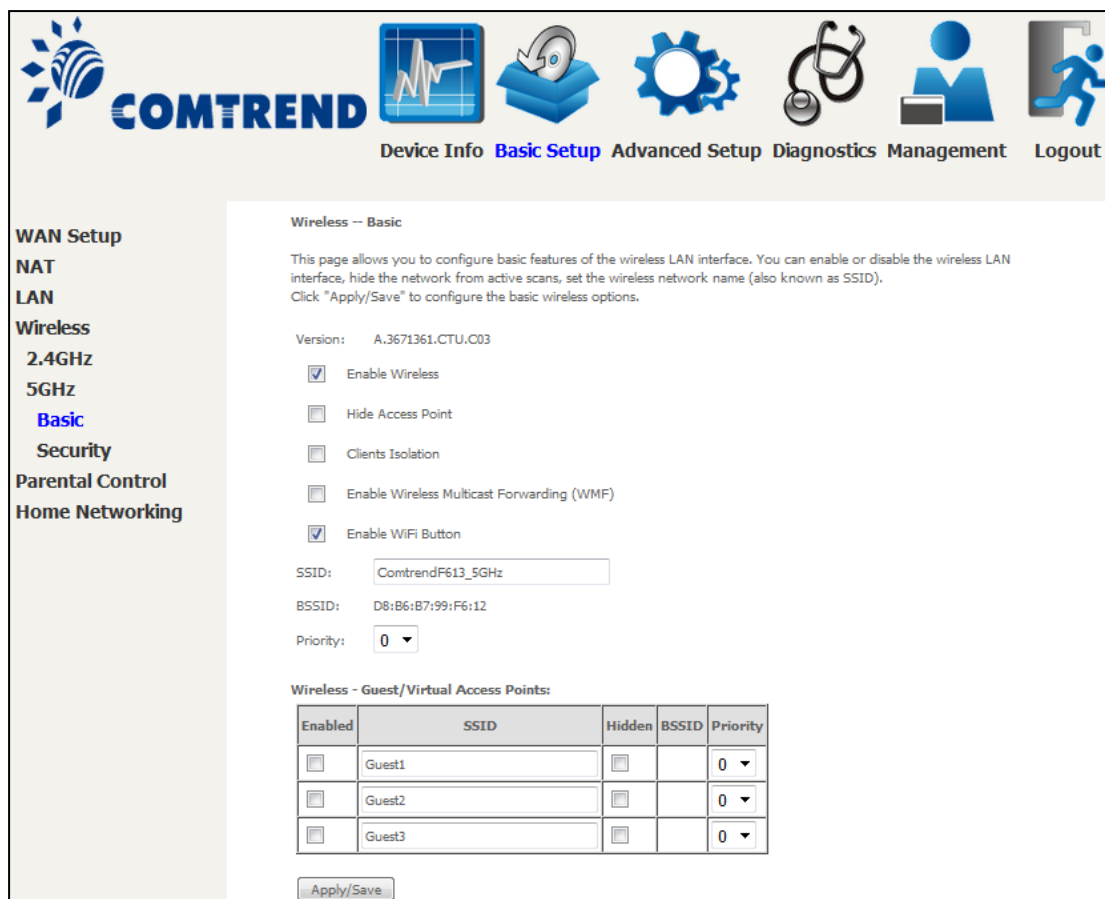 COMTREND
Device Info Basic Setup Advanced Setup Diagnostics Management Logout
WAN Setup
NAT
LAN
Wireless
2.4GHz
5GHz
Basic
Security
Parental Control
Home Networking
Wireless -- Basic
This page allows you to configure basic features of the wireless LAN interface. You can enable or disable the wireless LAN
interface, hide the network from active scans, set the wireless network name (also known as SSID).
Click "Apply/Save" to configure the basic wireless options.
Version: A.3671361.CTU.C03
Enable Wireless
Hide Access Point
Clients Isolation
Enable Wireless Multicast Forwarding (WMF)
Enable WiFi Button
SSID: ComtrendF613_5GHz
BSSID: D8:B6:B7:99:F6:12
Priority: 0
Wireless - Guest/Virtual Access Points:
Enabled SSID Hidden BSSID Priority
Guest1 0
Guest2 0
Guest3 0
Apply/Save